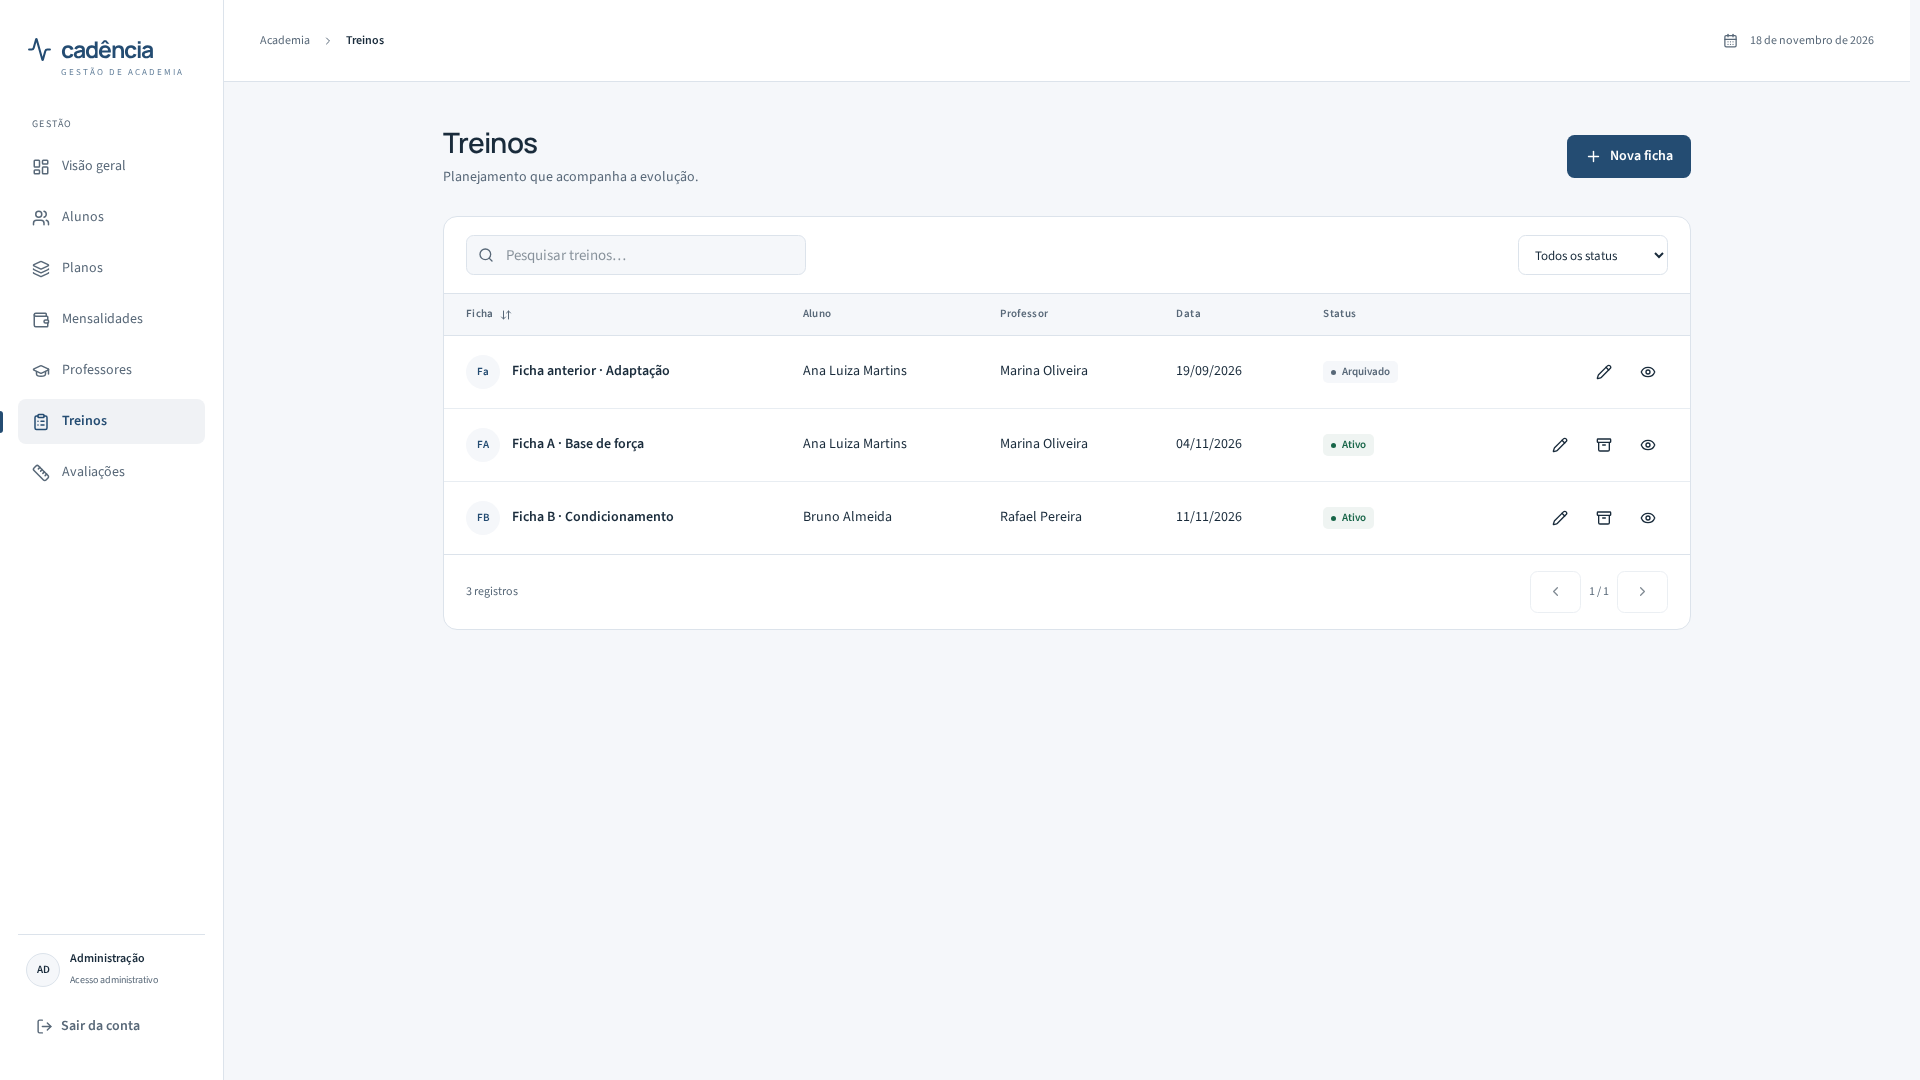 cadência
GESTÃO DE ACADEMIA
GESTÃO
Visão geral
Alunos
Planos
Mensalidades
Professores
Treinos
Avaliações
AD
Administração
Acesso administrativo
Sair da conta
Academia > Treinos
18 de novembro de 2026
Treinos
Planejamento que acompanha a evolução.
Nova ficha
Pesquisar treinos…
Todos os status
Ficha Aluno Professor Data Status
Fa Ficha anterior · Adaptação Ana Luiza Martins Marina Oliveira 19/09/2026 Arquivado
FA Ficha A · Base de força Ana Luiza Martins Marina Oliveira 04/11/2026 Ativo
FB Ficha B · Condicionamento Bruno Almeida Rafael Pereira 11/11/2026 Ativo
3 registros
1 / 1